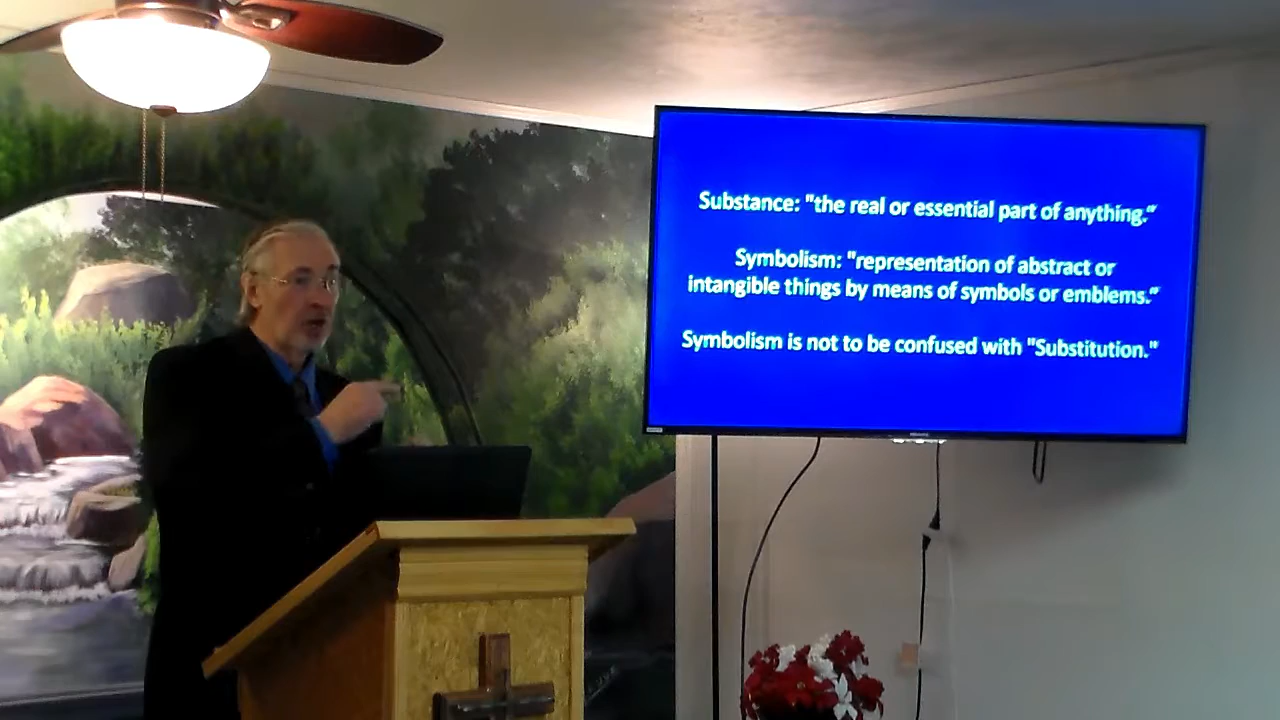 Substance: "the real or essential part of anything."
Symbolism: "representation of abstract or
intangible things by means of symbols or emblems."
Symbolism is not to be confused with "Substitution."